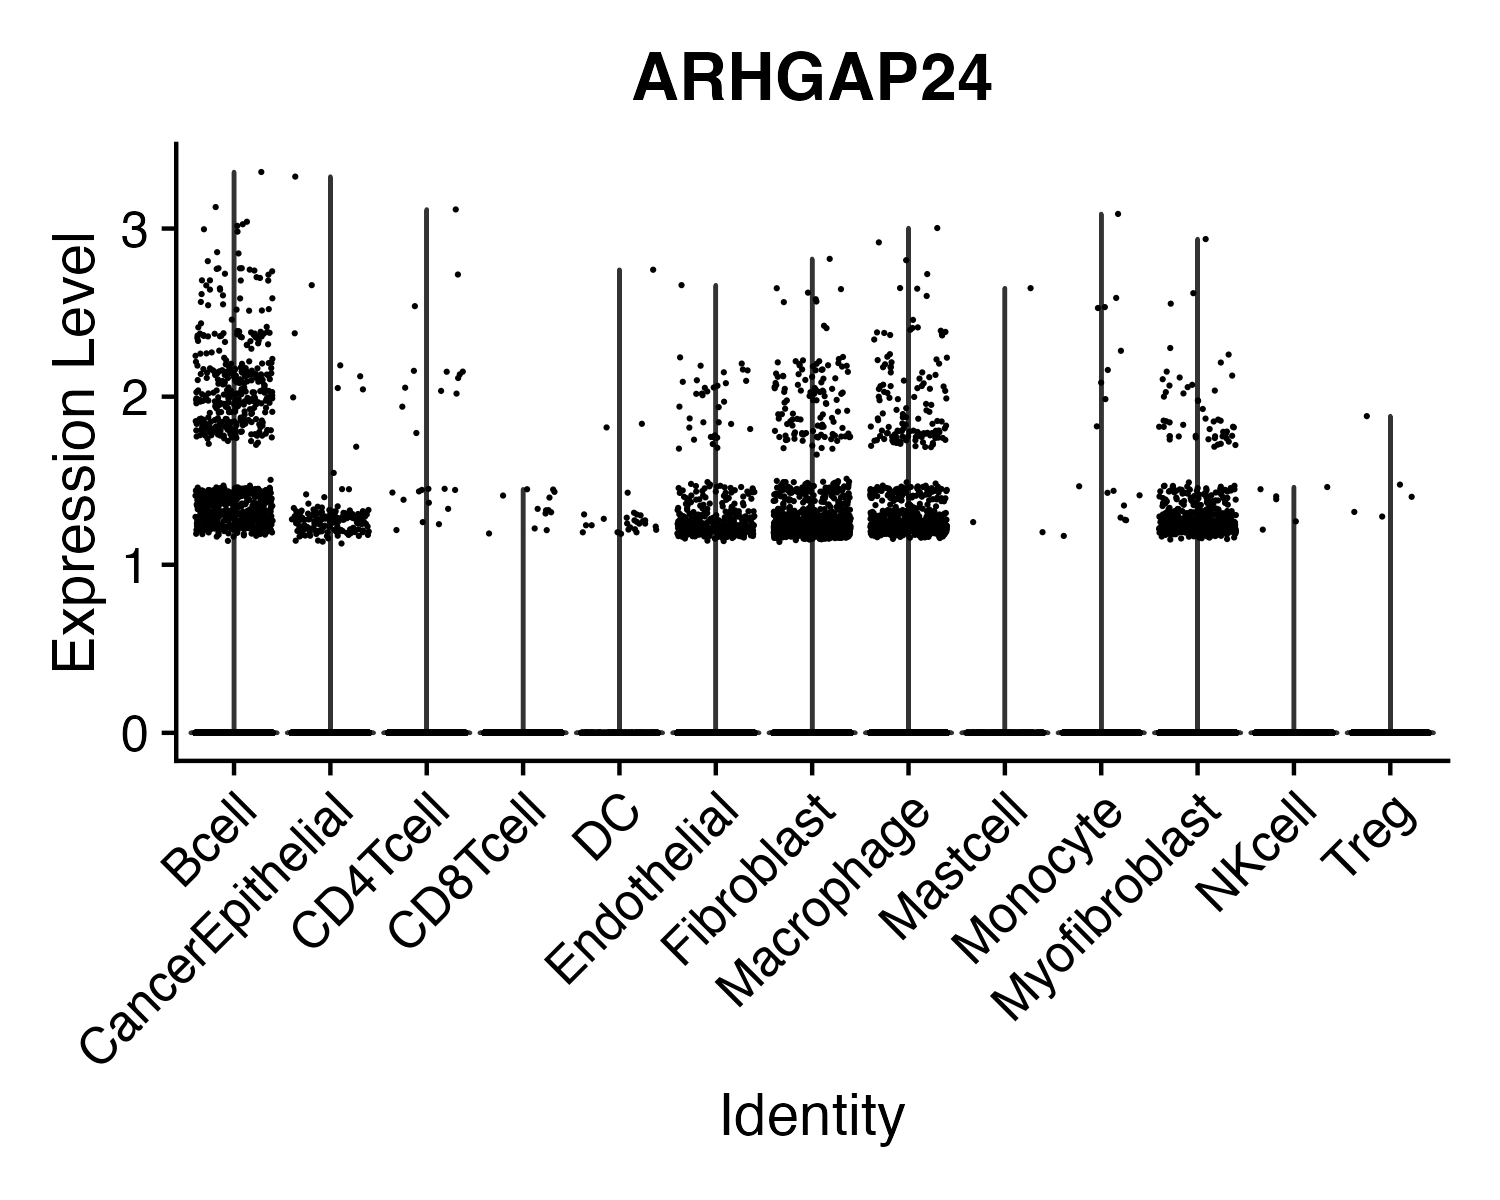 ARHGAP24
Expression Level
3
2
1
0
Bcell
CancerEpithelial
CD4Tcell
CD8Tcell
DC
Endothelial
Fibroblast
Macrophage
Mastcell
Monocyte
Myofibroblast
NKcell
Treg
Identity